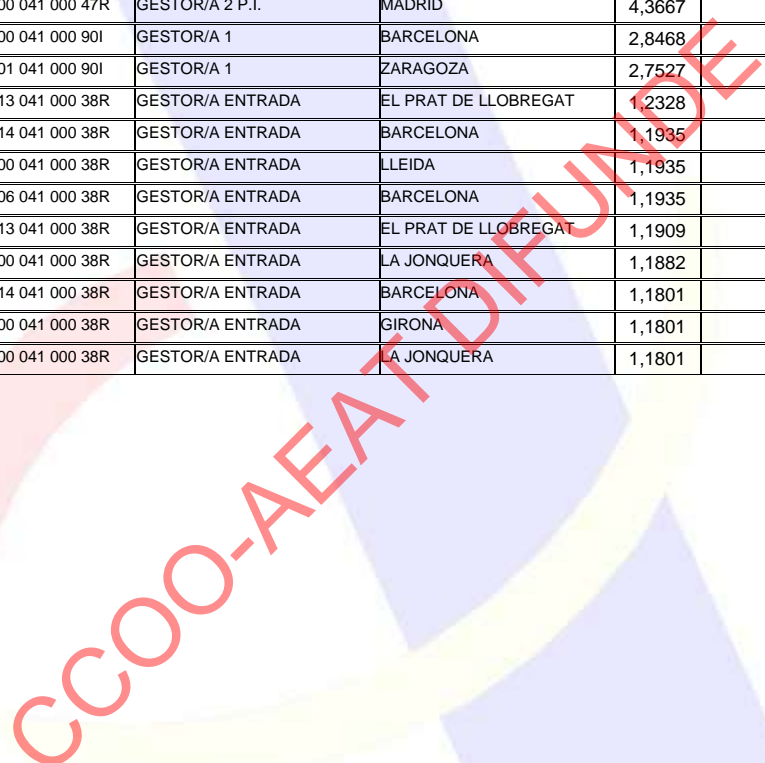 00 041 000 47R GESTOR/A 2 P.I. MADRID 4,3667
00 041 000 90I GESTOR/A 1 BARCELONA 2,8468
01 041 000 90I GESTOR/A 1 ZARAGOZA 2,7527
13 041 000 38R GESTOR/A ENTRADA EL PRAT DE LLOBREGAT 1,2328
14 041 000 38R GESTOR/A ENTRADA BARCELONA 1,1935
00 041 000 38R GESTOR/A ENTRADA LLEIDA 1,1935
06 041 000 38R GESTOR/A ENTRADA BARCELONA 1,1935
13 041 000 38R GESTOR/A ENTRADA EL PRAT DE LLOBREGAT 1,1909
00 041 000 38R GESTOR/A ENTRADA LA JONQUERA 1,1882
14 041 000 38R GESTOR/A ENTRADA BARCELONA 1,1801
00 041 000 38R GESTOR/A ENTRADA GIRONA 1,1801
00 041 000 38R GESTOR/A ENTRADA LA JONQUERA 1,1801
CCOO-AEAT DIFUNDE